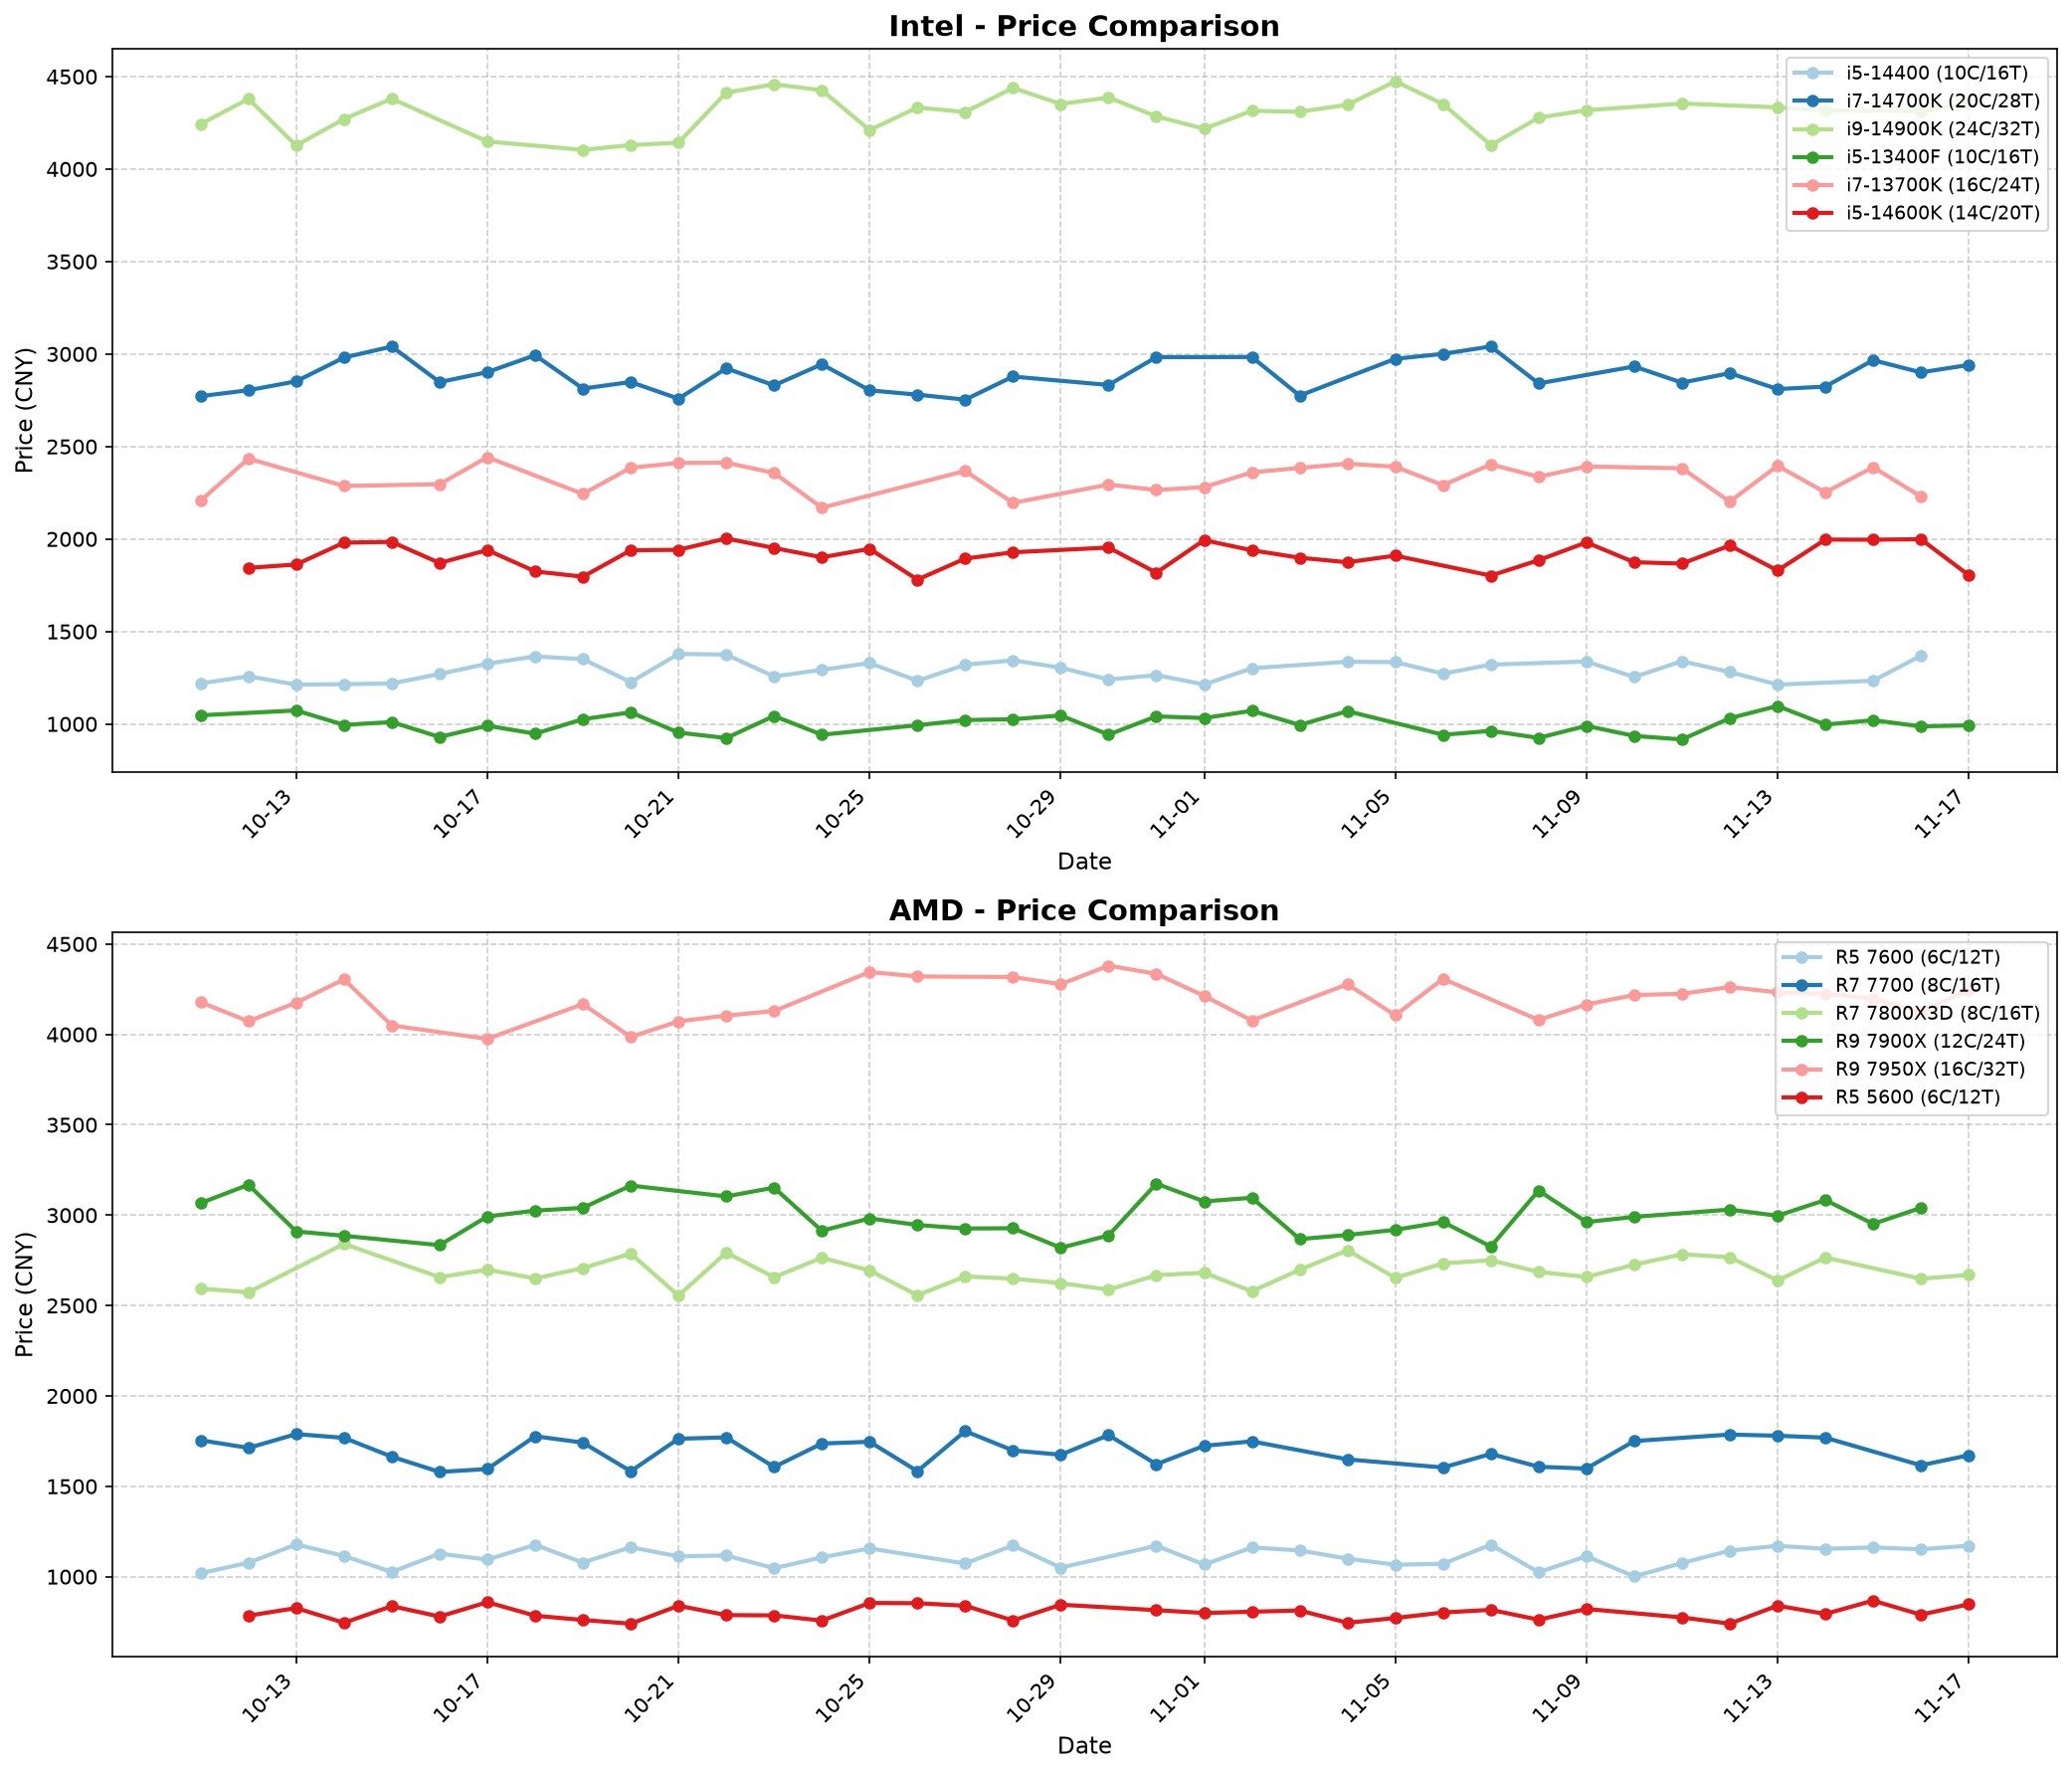 Intel - Price Comparison
4500
4000
3500
3000
2500
2000
1500
1000
Price (CNY)
i5-14400 (10C/16T)
i7-14700K (20C/28T)
i9-14900K (24C/32T)
i5-13400F (10C/16T)
i7-13700K (16C/24T)
i5-14600K (14C/20T)
10-13
10-17
10-21
10-25
10-29
11-01
11-05
11-09
11-13
11-17
Date
AMD - Price Comparison
4500
4000
3500
3000
2500
2000
1500
1000
Price (CNY)
R5 7600 (6C/12T)
R7 7700 (8C/16T)
R7 7800X3D (8C/16T)
R9 7900X (12C/24T)
R9 7950X (16C/32T)
R5 5600 (6C/12T)
10-13
10-17
10-21
10-25
10-29
11-01
11-05
11-09
11-13
11-17
Date